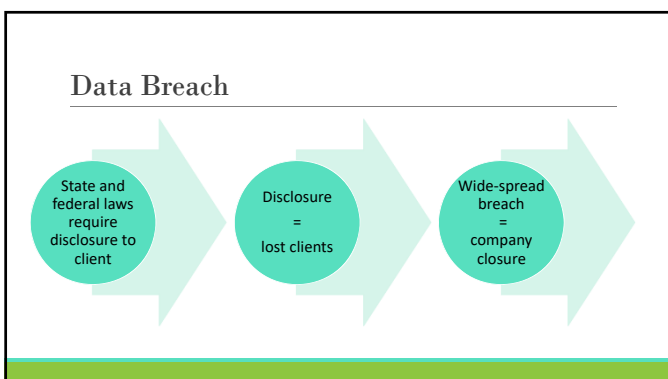 Data Breach
State and
federal laws
require
disclosure to
client
Disclosure
=
lost clients
Wide-spread
breach
=
company
closure